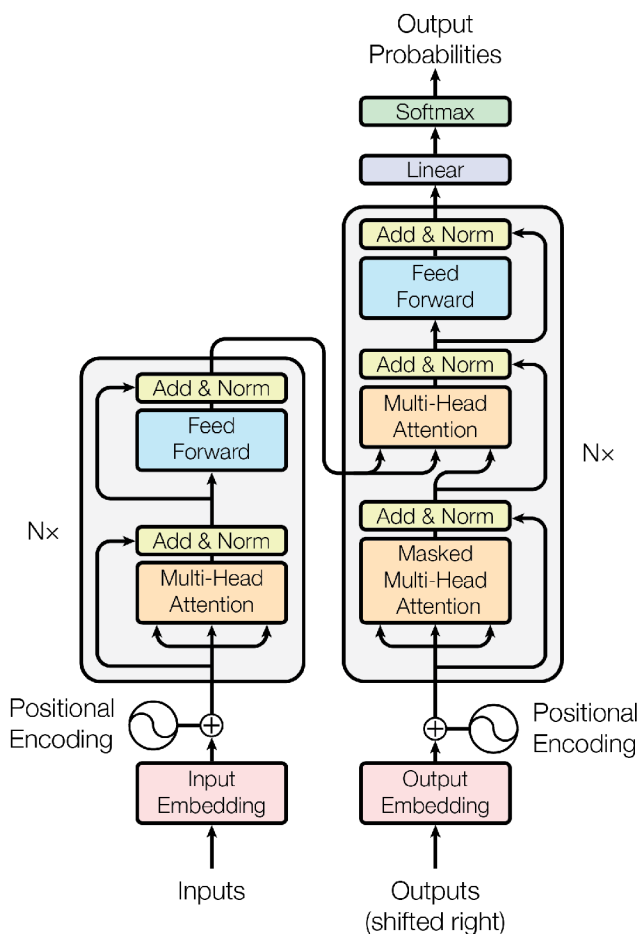 Output
Probabilities
Softmax
Linear
Add & Norm
Feed
Forward
Add & Norm
Multi-Head
Attention
Add & Norm
Masked
Multi-Head
Attention
N×
Add & Norm
Feed
Forward
Add & Norm
Multi-Head
Attention
N×
Positional
Encoding
Positional
Encoding
Input
Embedding
Output
Embedding
Inputs
Outputs
(shifted right)